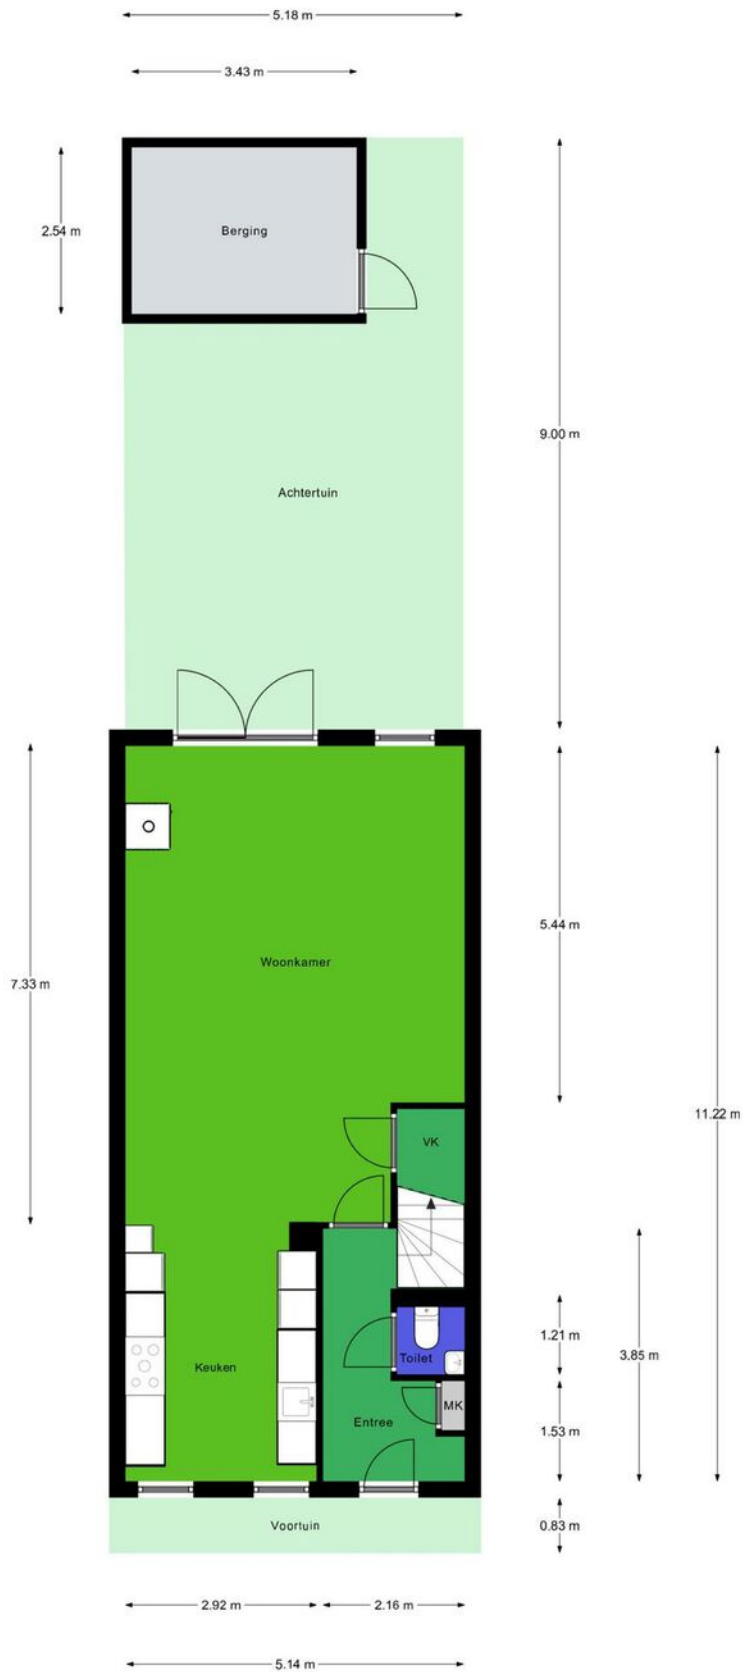 5.18 m
3.43 m
2.54 m
Berging
9.00 m
Achtertuin
5.44 m
Woonkamer
7.33 m
11.22 m
VK
1.21 m
3.85 m
Toilet
Keuken
MK
Entree
1.53 m
Voortuin
0.83 m
2.92 m
2.16 m
5.14 m